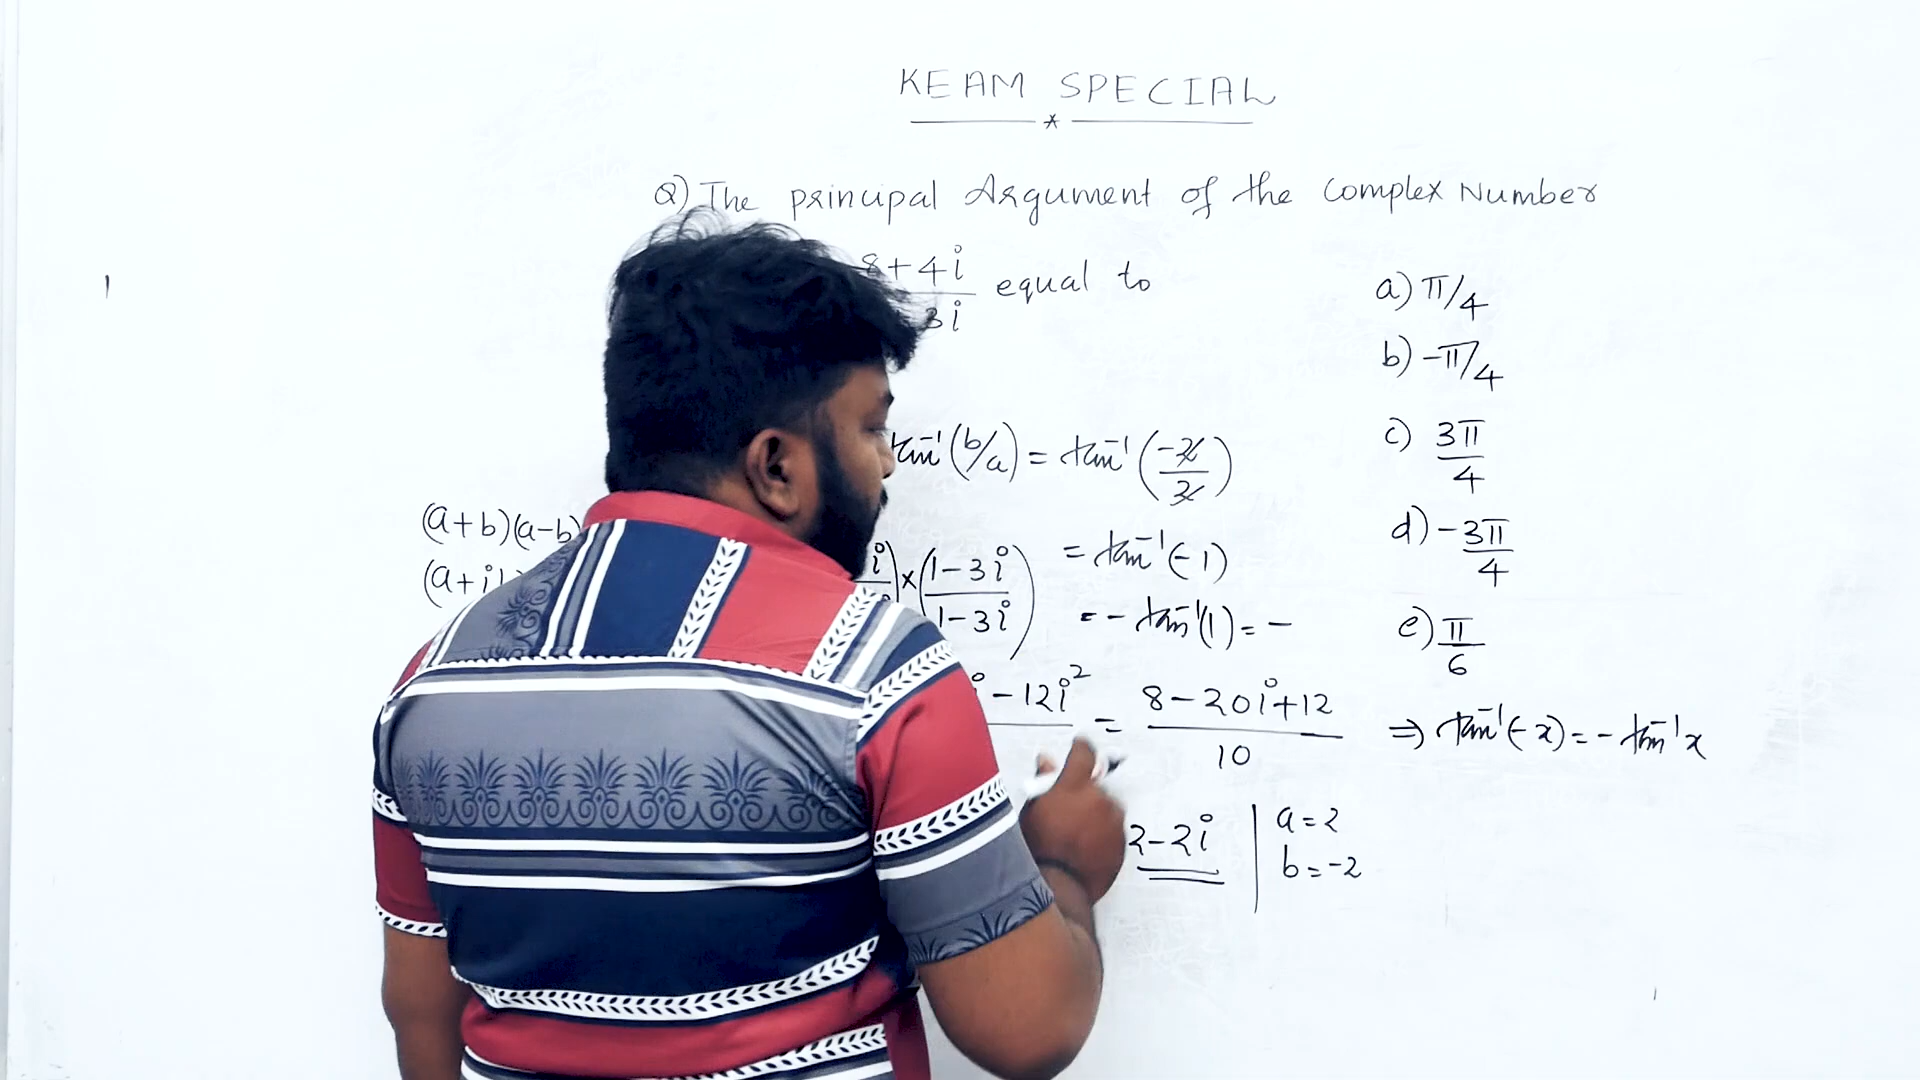 KEAM SPECIAL
Q) The principal Argument of the Complex Number
8+4i
3i
equal to
a) π/4
b) -π/4
c) 3π/4
d) -3π/4
e) π/6
tan⁻¹(b/a) = tan⁻¹(-2/2)
= tan⁻¹(-1)
= - tan⁻¹(1) = -
(a+b)(a-b)
(a+i
i) × (1-3i / 1-3i)
i - 12i² = 8-20i+12 / 10
⇒ tan⁻¹(-x) = - tan⁻¹x
2-2i
a = 2
b = -2